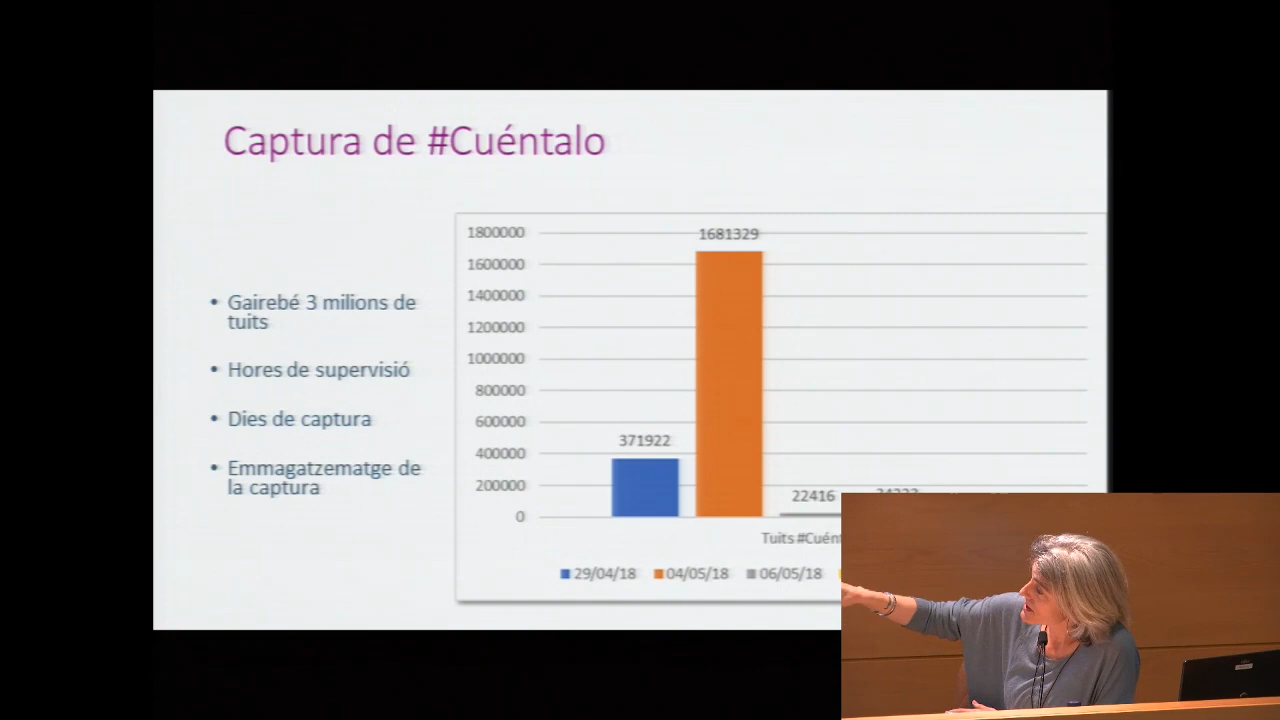 Captura de #Cuéntalo
• Gairebé 3 milions de
tuits
• Hores de supervisió
• Dies de captura
• Emmagatzematge de
la captura
1800000
1600000
1400000
1200000
1000000
800000
600000
400000
200000
0
371922
1681329
22416
29/04/18
04/05/18
06/05/18